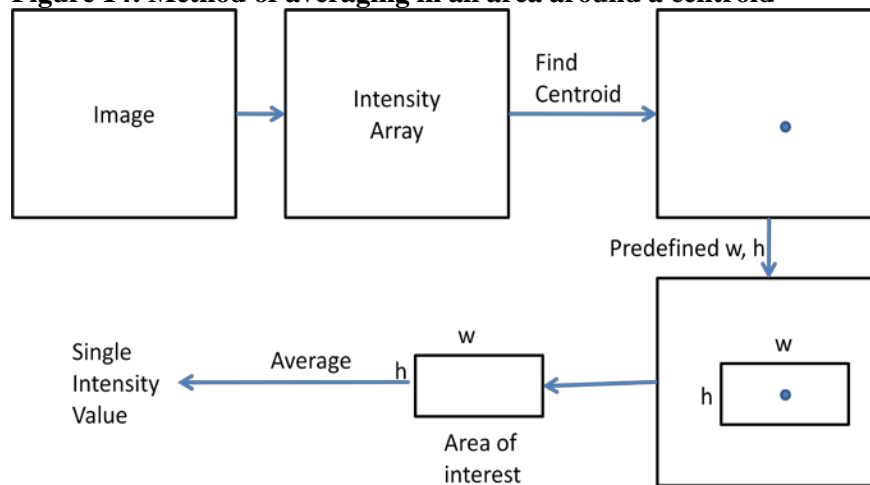 Figure 14: Method of averaging in an area around a centroid
Image
Intensity
Array
Find
Centroid
Predefined w, h
w
h
w
h
Area of
interest
Average
Single
Intensity
Value